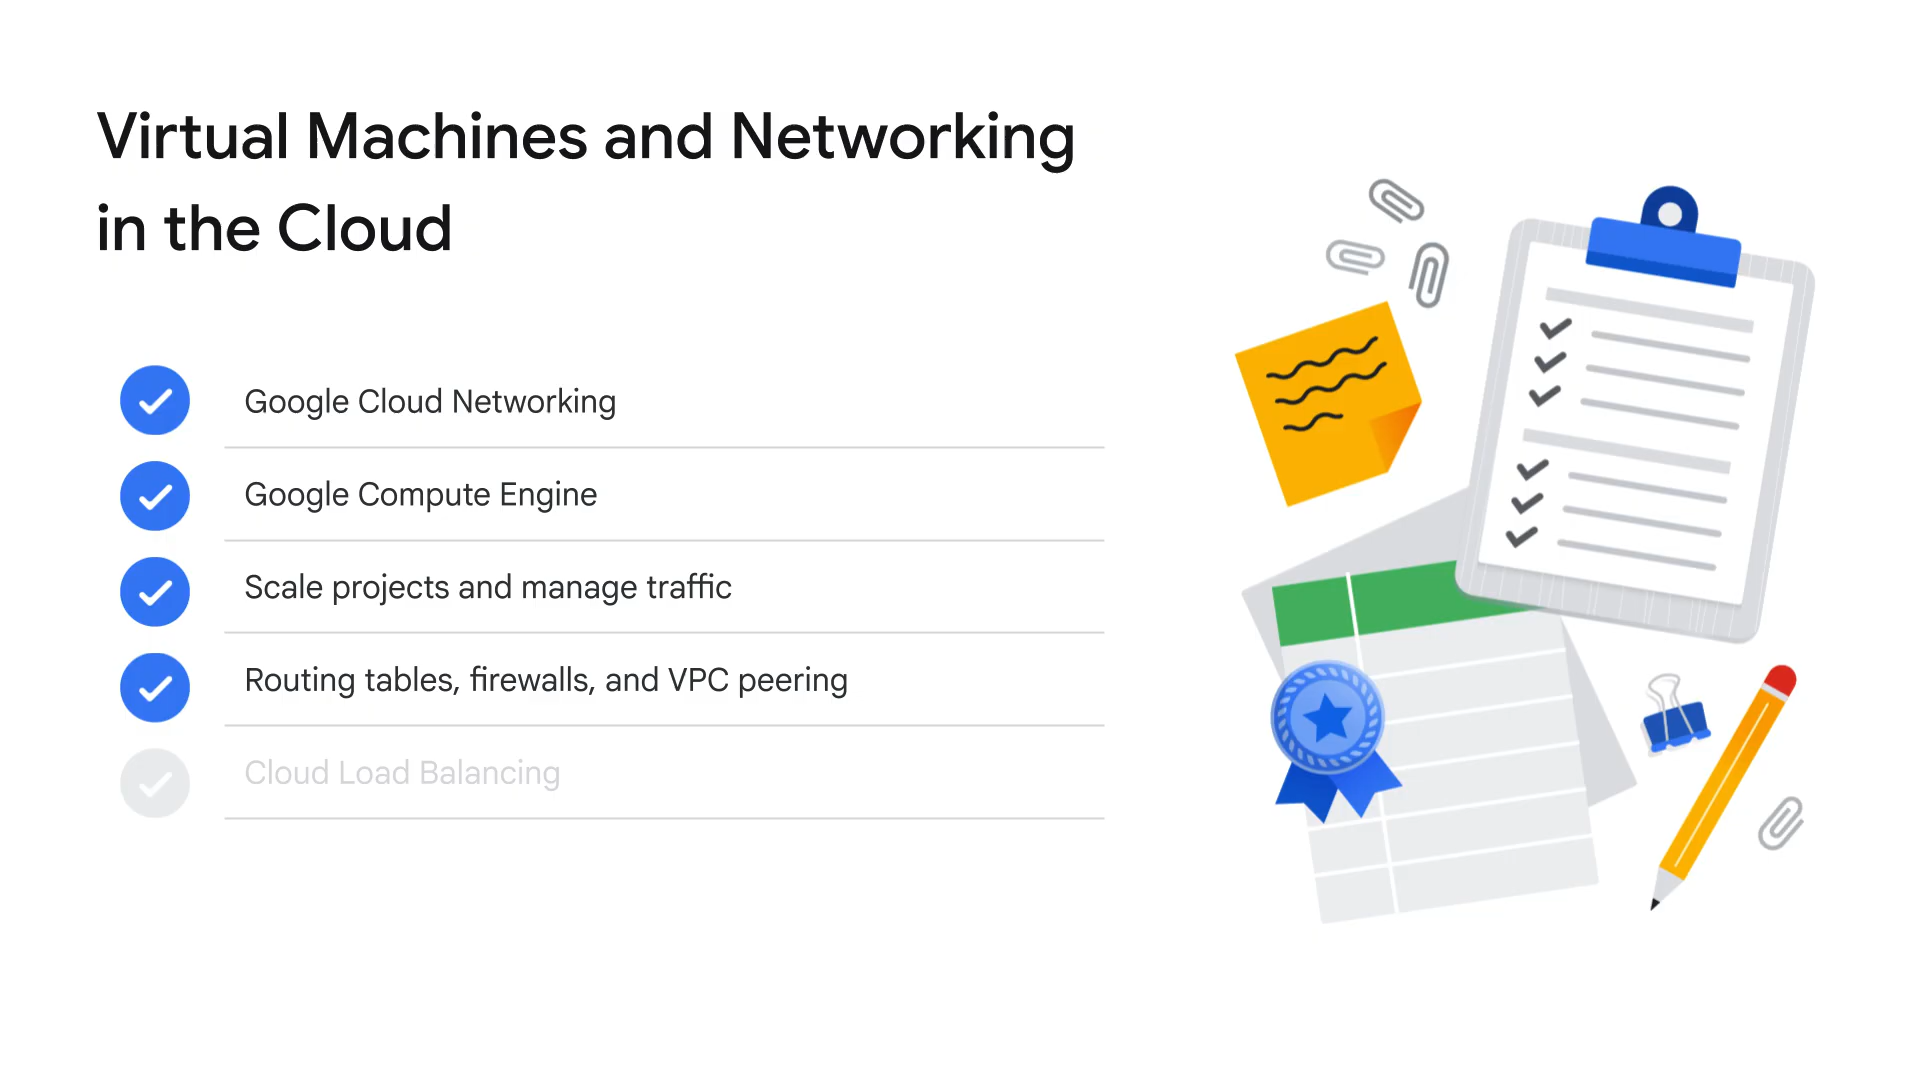 Virtual Machines and Networking
in the Cloud
Google Cloud Networking
Google Compute Engine
Scale projects and manage traffic
Routing tables, firewalls, and VPC peering
Cloud Load Balancing